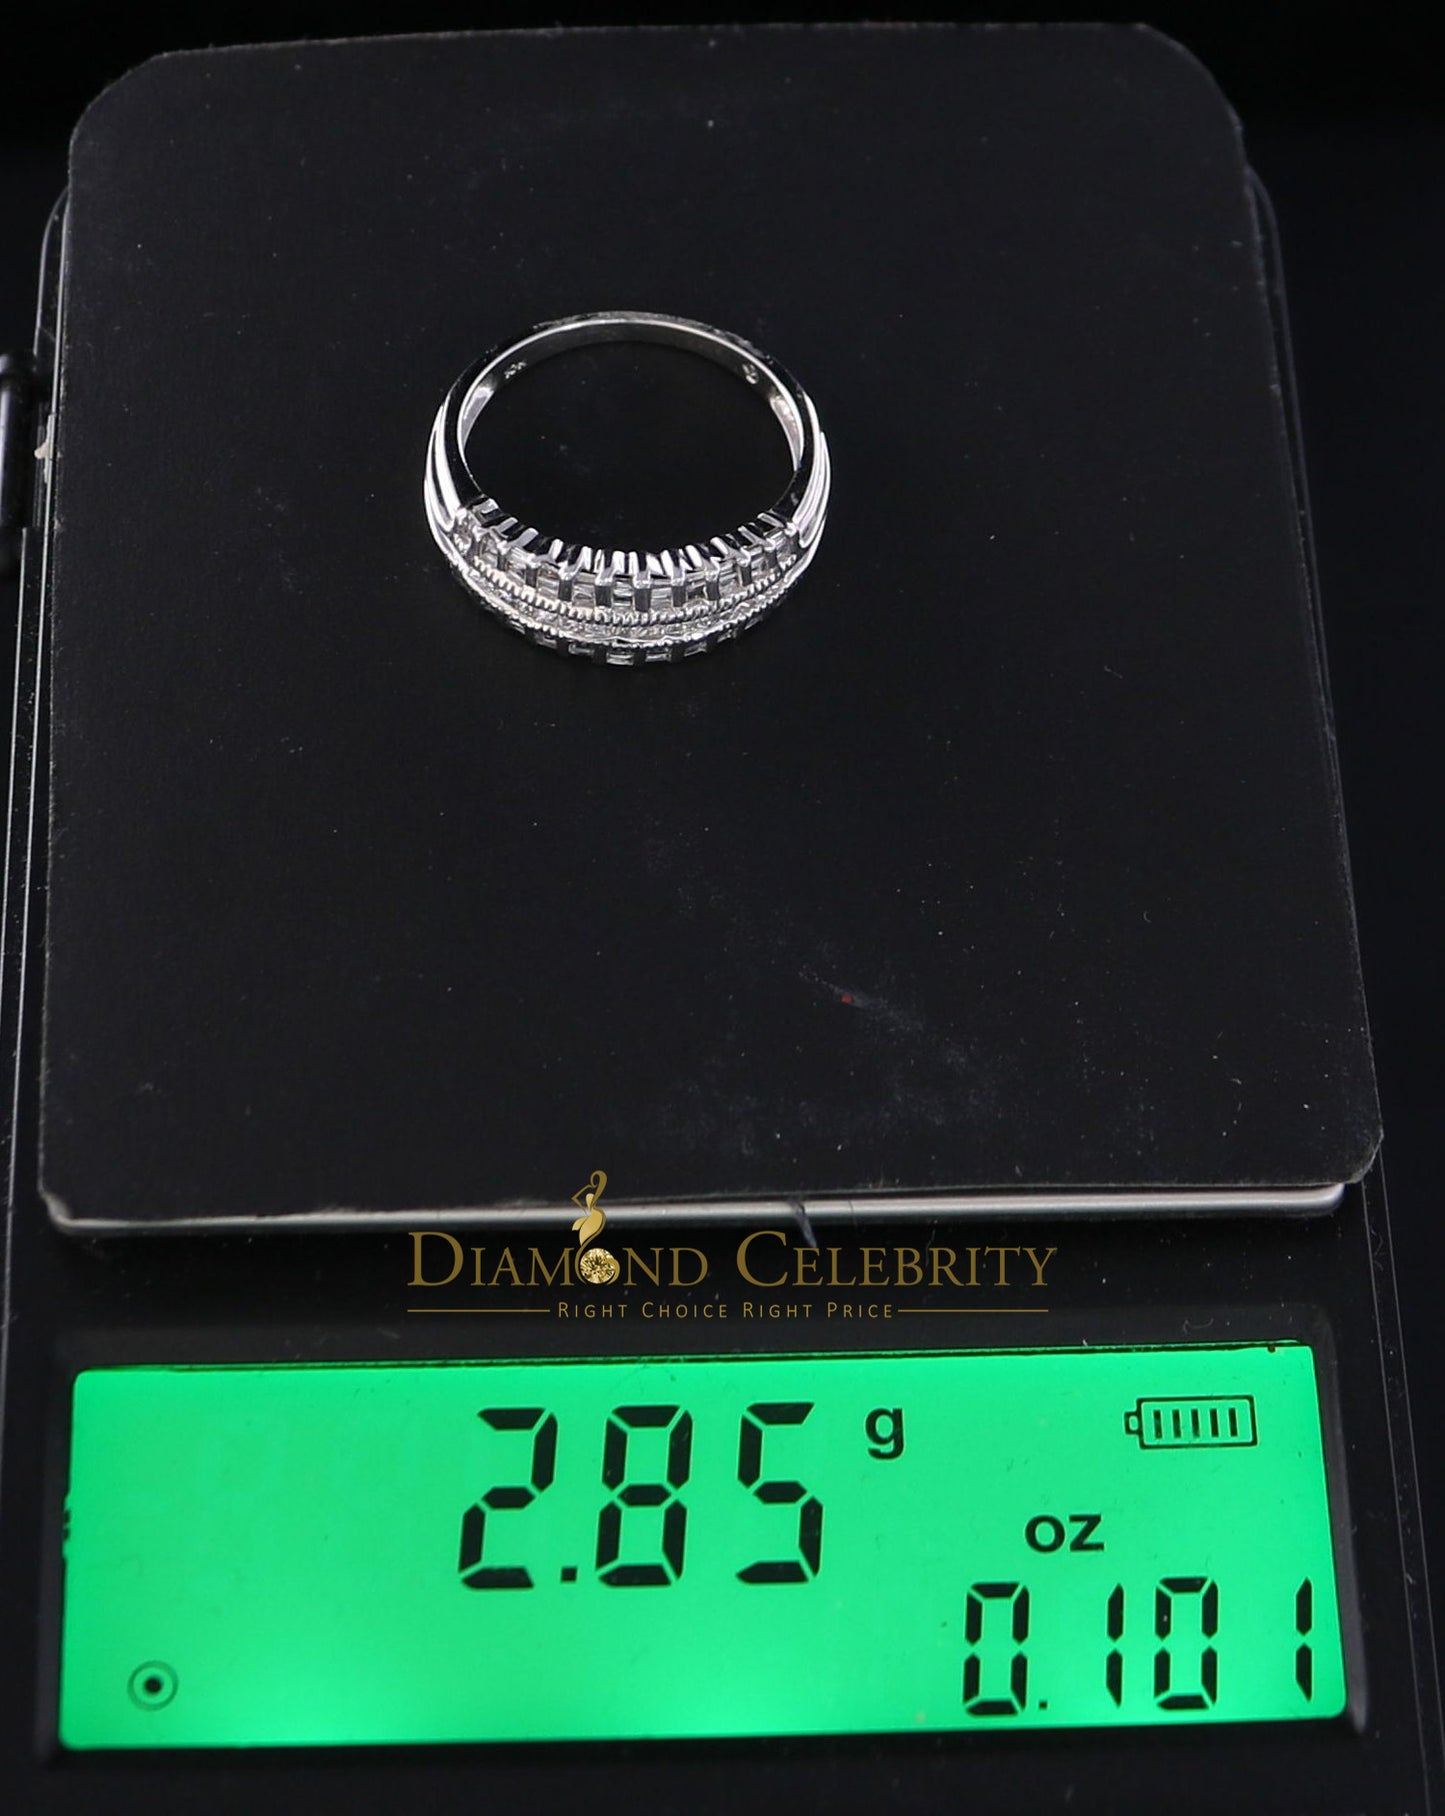 DIAMOND CELEBRITY
RIGHT CHOICE RIGHT PRICE
2.85 g
oz
0.101